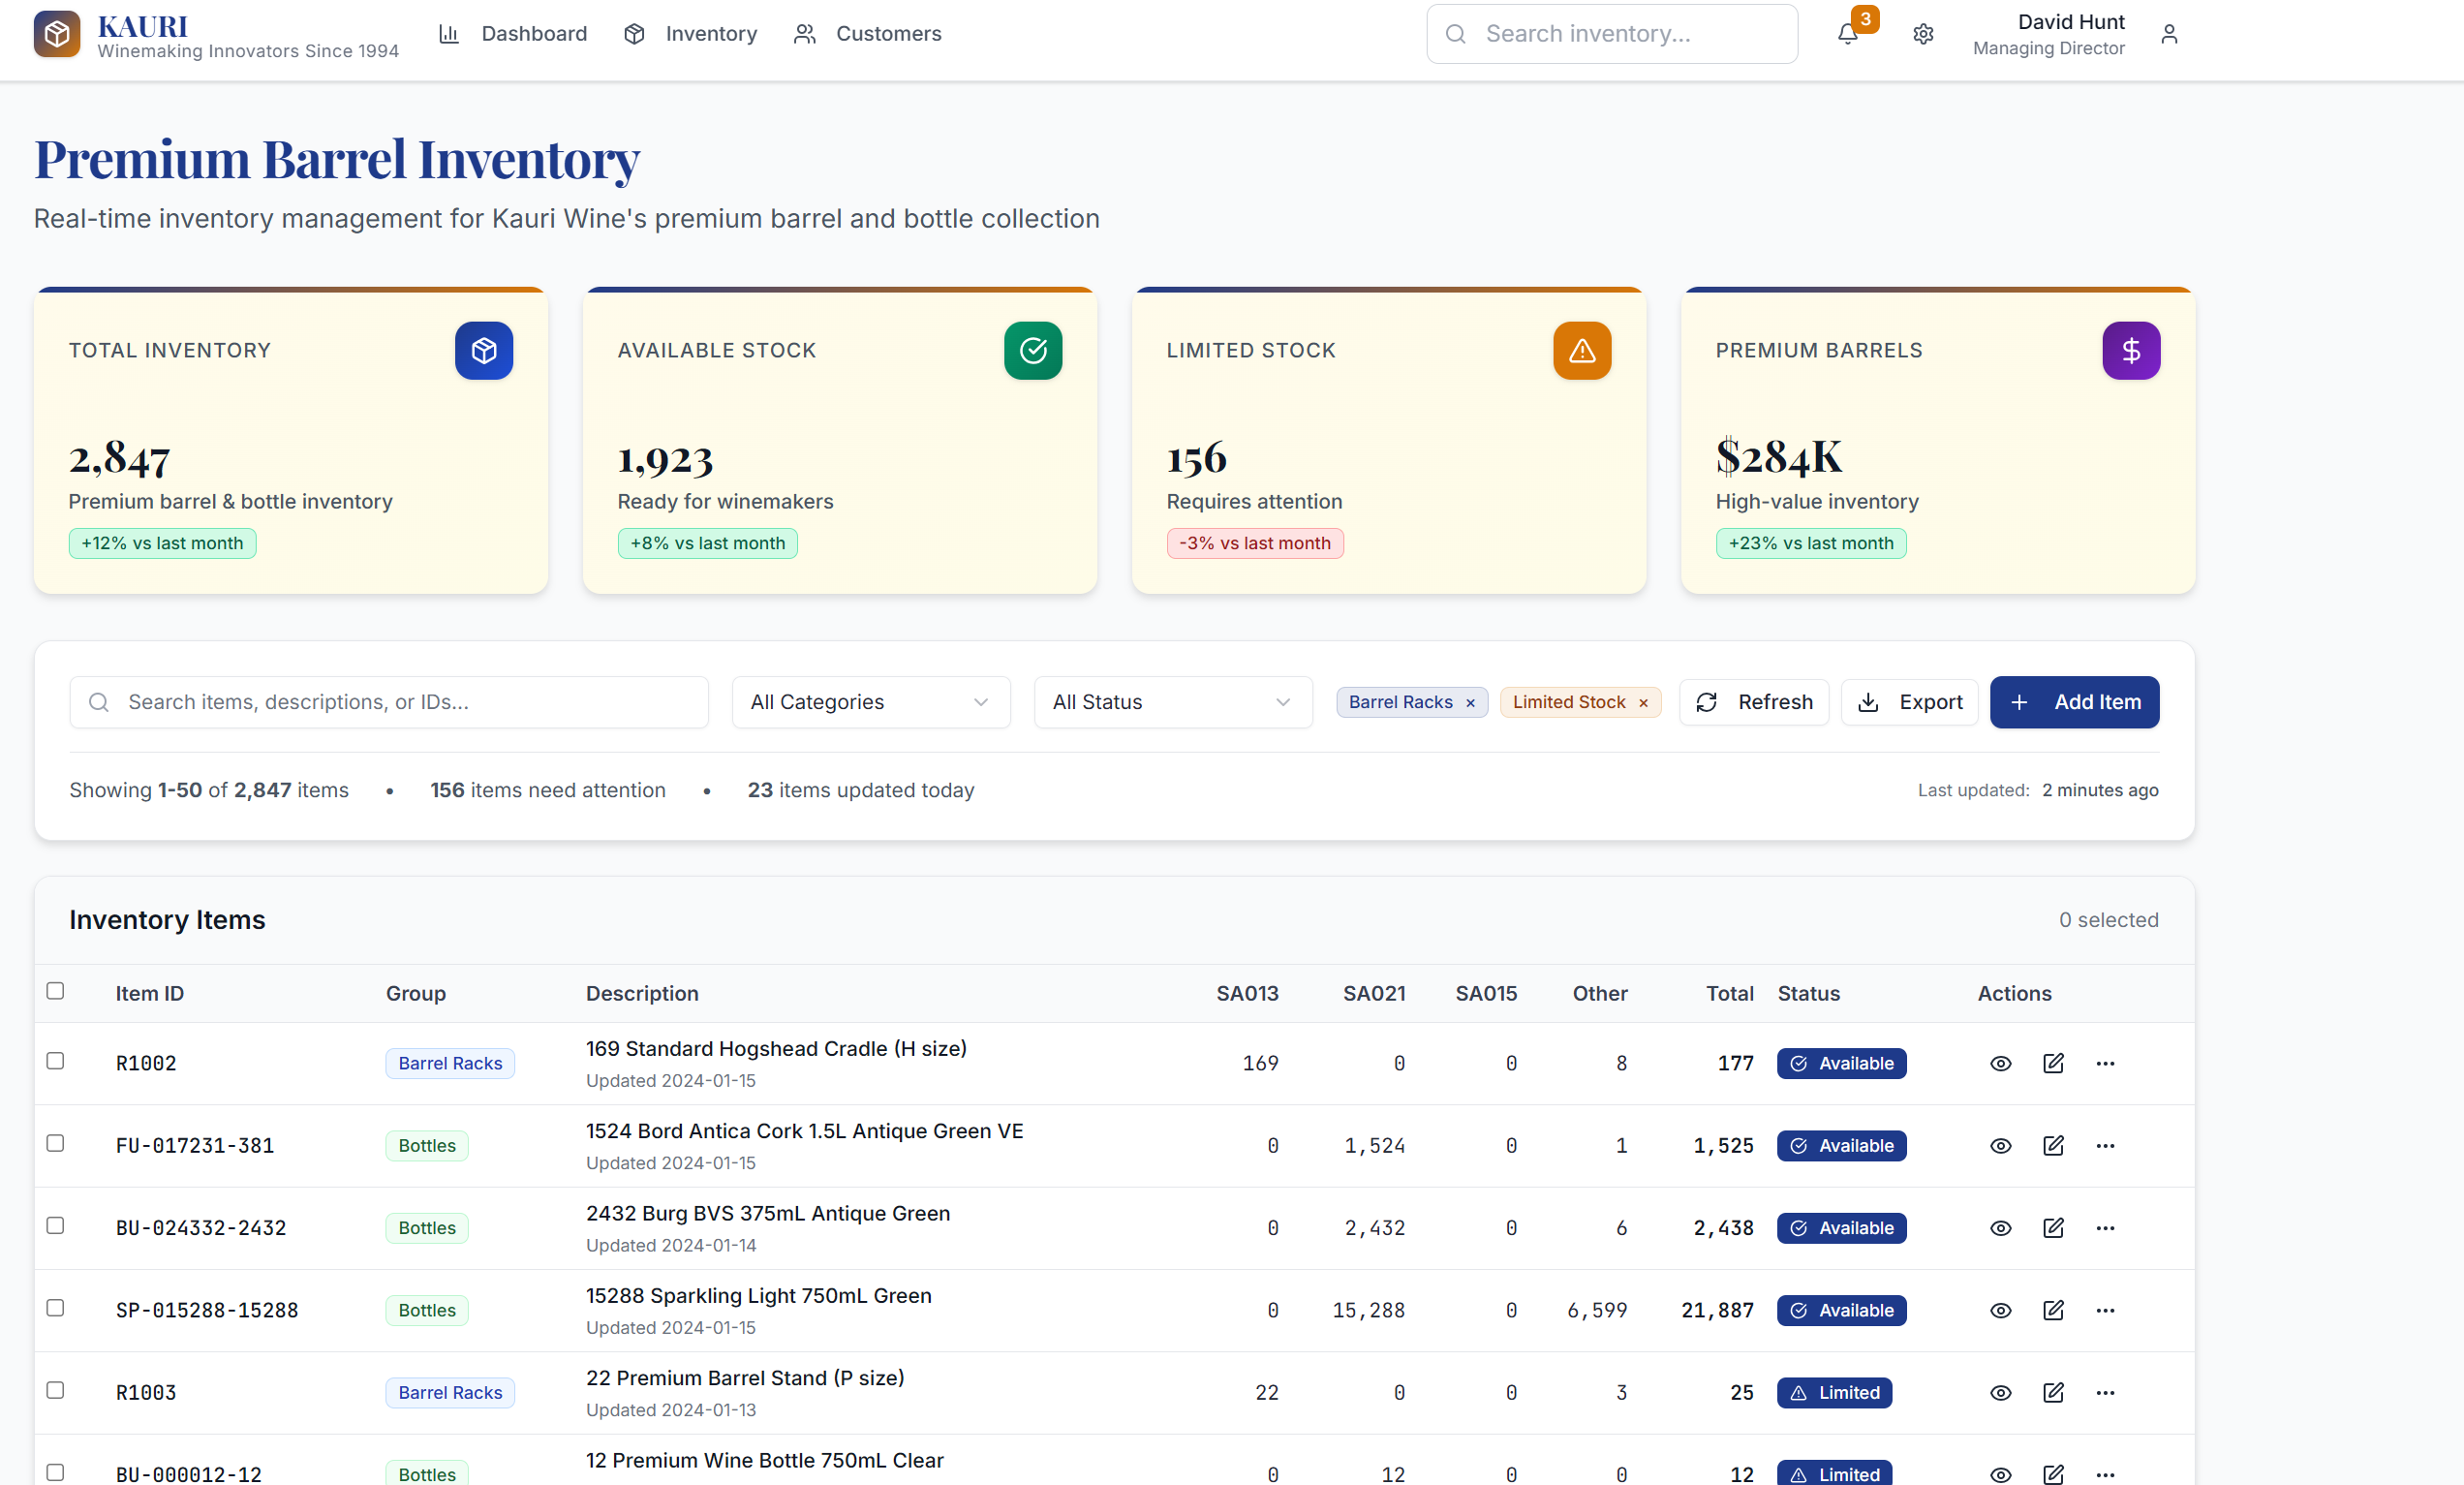 KAURI
Winemaking Innovators Since 1994
Dashboard
Inventory
Customers
Search inventory...
3
David Hunt
Managing Director
Premium Barrel Inventory
Real-time inventory management for Kauri Wine's premium barrel and bottle collection
TOTAL INVENTORY
2,847
Premium barrel & bottle inventory
+12% vs last month
AVAILABLE STOCK
1,923
Ready for winemakers
+8% vs last month
LIMITED STOCK
156
Requires attention
-3% vs last month
PREMIUM BARRELS
$
$284K
High-value inventory
+23% vs last month
Search items, descriptions, or IDs...
All Categories
All Status
Barrel Racks ×
Limited Stock ×
Refresh
Export
+ Add Item
Showing 1-50 of 2,847 items • 156 items need attention • 23 items updated today
Last updated: 2 minutes ago
Inventory Items
0 selected
Item ID Group Description SA013 SA021 SA015 Other Total Status Actions
R1002 Barrel Racks 169 Standard Hogshead Cradle (H size) 169 0 0 8 177 Available
Updated 2024-01-15
FU-017231-381 Bottles 1524 Bord Antica Cork 1.5L Antique Green VE 0 1,524 0 1 1,525 Available
Updated 2024-01-15
BU-024332-2432 Bottles 2432 Burg BVS 375mL Antique Green 0 2,432 0 6 2,438 Available
Updated 2024-01-14
SP-015288-15288 Bottles 15288 Sparkling Light 750mL Green 0 15,288 0 6,599 21,887 Available
Updated 2024-01-15
R1003 Barrel Racks 22 Premium Barrel Stand (P size) 22 0 0 3 25 Limited
Updated 2024-01-13
BU-000012-12 Bottles 12 Premium Wine Bottle 750mL Clear 0 12 0 0 12 Limited